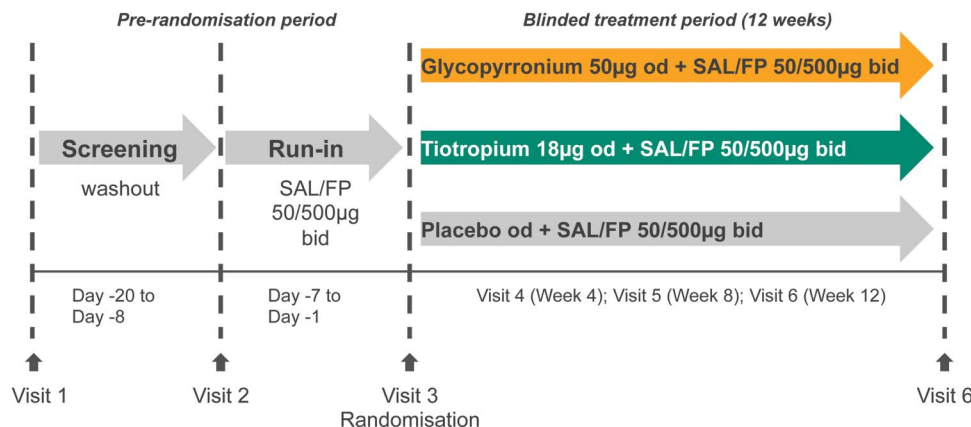 Pre-randomisation period
Blinded treatment period (12 weeks)
Glycopyrronium 50µg od + SAL/FP 50/500µg bid
Screening
washout
Run-in
SAL/FP
50/500µg
bid
Tiotropium 18µg od + SAL/FP 50/500µg bid
Placebo od + SAL/FP 50/500µg bid
Day -20 to
Day -8
Day -7 to
Day -1
Visit 4 (Week 4); Visit 5 (Week 8); Visit 6 (Week 12)
Visit 1
Visit 2
Visit 3
Randomisation
Visit 6